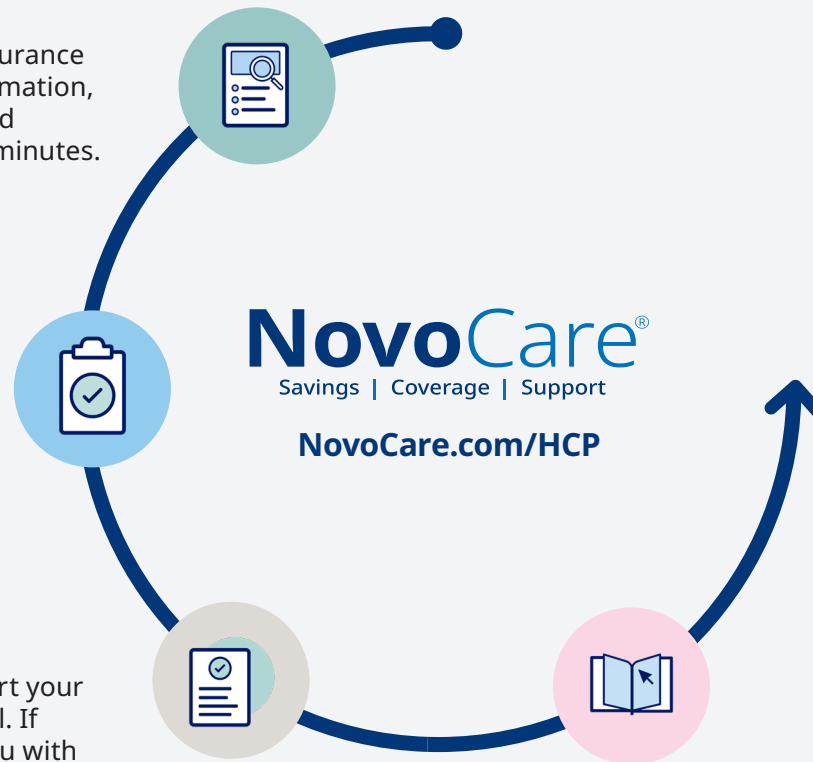 urance
mation,
d
minutes.
NovoCare®
Savings | Coverage | Support
NovoCare.com/HCP
rt your
l. If
u with